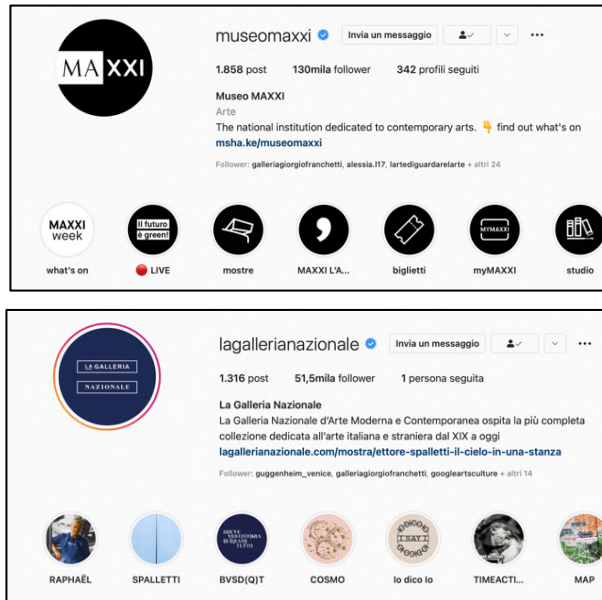 MAXXI
museomaxxi Invia un messaggio
1.858 post 130mila follower 342 profili seguiti
Museo MAXXI
Arte
The national institution dedicated to contemporary arts. 👇 find out what's on
msha.ke/museomaxxi
Follower: galleriagiorgiofranchetti, alessia.l17, lartediguardarelarte + altri 24
MAXXI
week
Il futuro
è green!
MYMAXXI
what's on 🔴 LIVE mostre MAXXI L'A... biglietti myMAXXI studio
LA GALLERIA
NAZIONALE
lagallerianazionale Invia un messaggio
1.316 post 51,5mila follower 1 persona seguita
La Galleria Nazionale
La Galleria Nazionale d'Arte Moderna e Contemporanea ospita la più completa
collezione dedicata all'arte italiana e straniera dal XIX a oggi
lagallerianazionale.com/mostra/ettore-spalletti-il-cielo-in-una-stanza
Follower: guggenheim_venice, galleriagiorgiofranchetti, googleartsculture + altri 14
I SAY I
RAPHAËL SPALLETTI BVSD(Q)T COSMO Io dico Io TIMEACTI... MAP